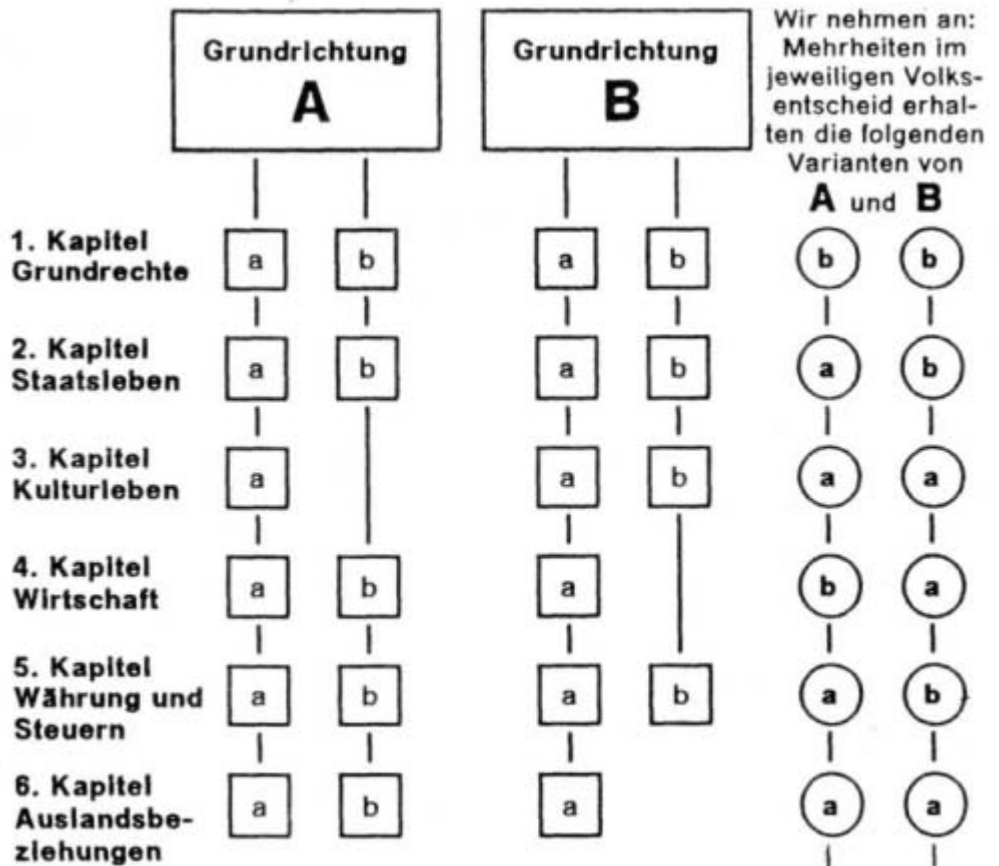 Grundrichtung
A
Grundrichtung
B
Wir nehmen an:
Mehrheiten im
jeweiligen Volks-
entscheid erhal-
ten die folgenden
Varianten von
A und B
1. Kapitel
Grundrechte
a b a b b b
2. Kapitel
Staatsleben
a b a b a b
3. Kapitel
Kulturleben
a a b a a
4. Kapitel
Wirtschaft
a b a b a
5. Kapitel
Währung und
Steuern
a b a b a b
6. Kapitel
Auslandsbe-
ziehungen
a b a a a